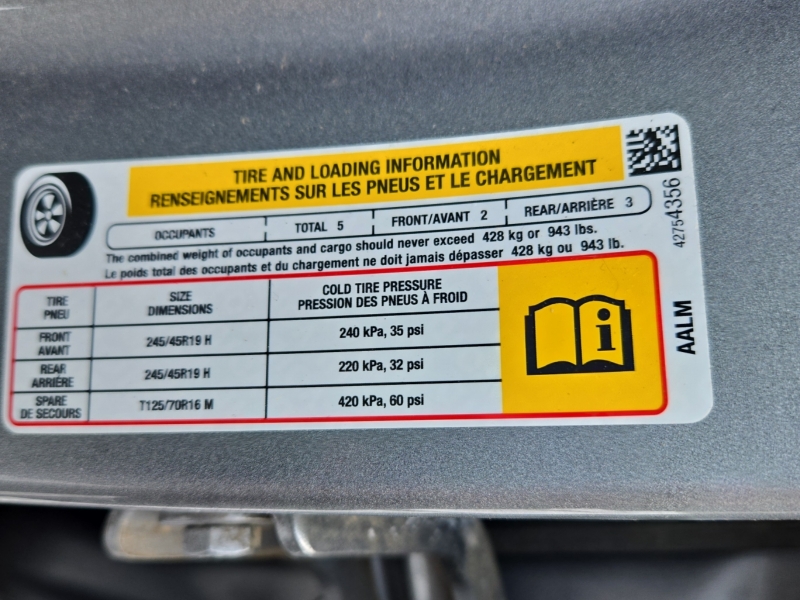 TIRE AND LOADING INFORMATION
RENSEIGNEMENTS SUR LES PNEUS ET LE CHARGEMENT
OCCUPANTS TOTAL 5 FRONT/AVANT 2 REAR/ARRIÈRE 3
The combined weight of occupants and cargo should never exceed 428 kg or 943 lbs.
Le poids total des occupants et du chargement ne doit jamais dépasser 428 kg ou 943 lb.
TIRE PNEU SIZE DIMENSIONS COLD TIRE PRESSURE PRESSION DES PNEUS À FROID
FRONT AVANT 245/45R19 H 240 kPa, 35 psi
REAR ARRIÈRE 245/45R19 H 220 kPa, 32 psi
SPARE DE SECOURS T125/70R16 M 420 kPa, 60 psi
i
42754356
AALM